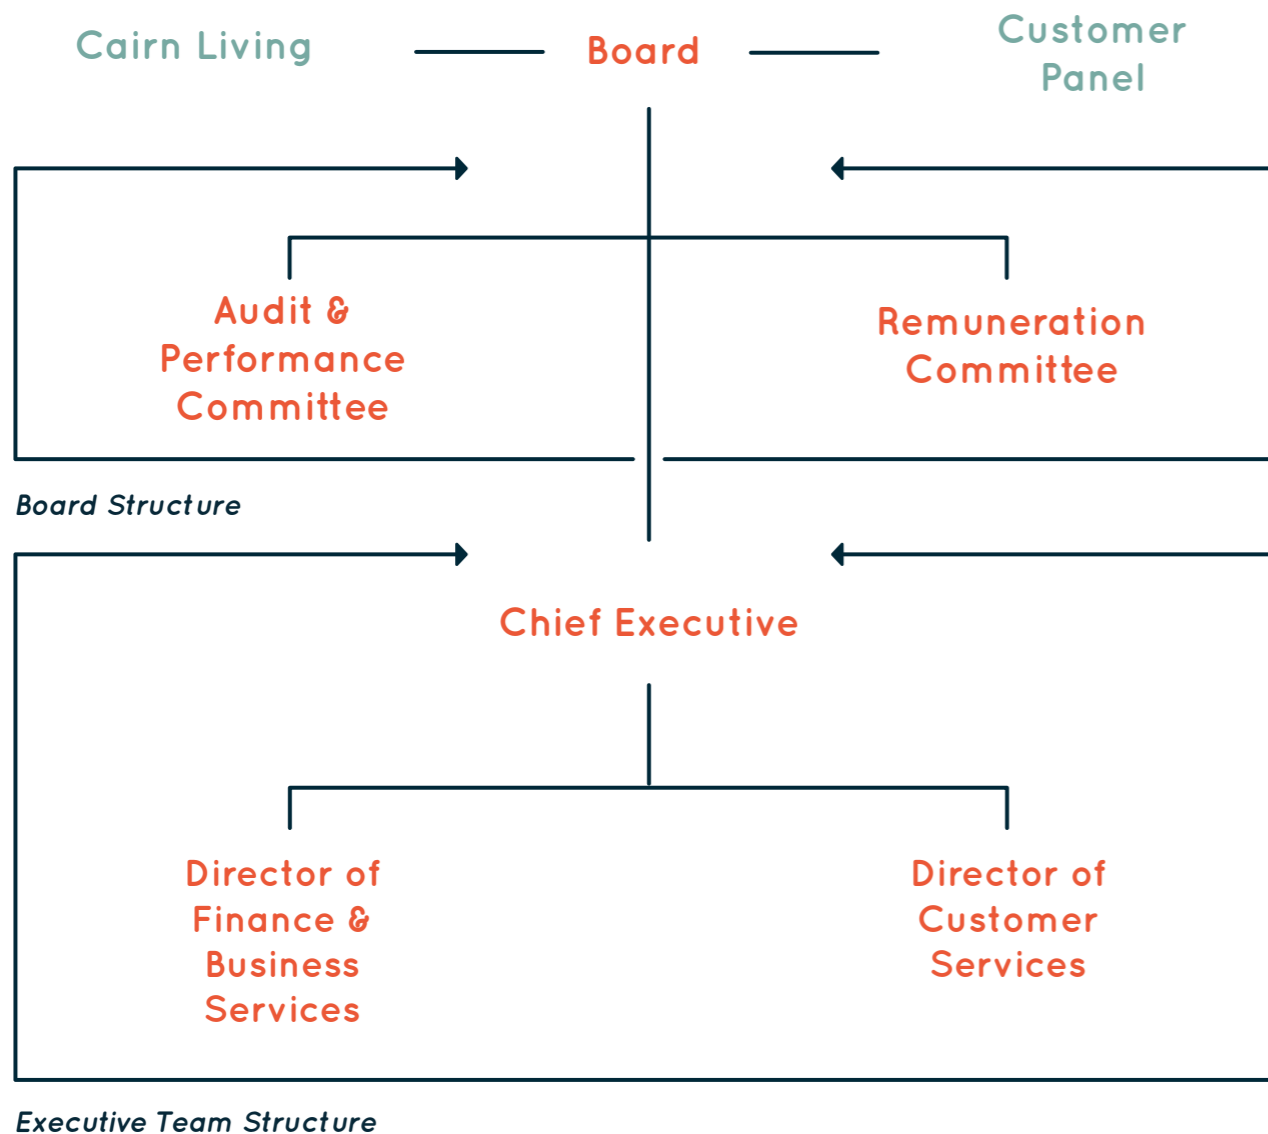 Cairn Living
Board
Customer
Panel
Audit &
Performance
Committee
Remuneration
Committee
Board Structure
Chief Executive
Director of
Finance &
Business
Services
Director of
Customer
Services
Executive Team Structure